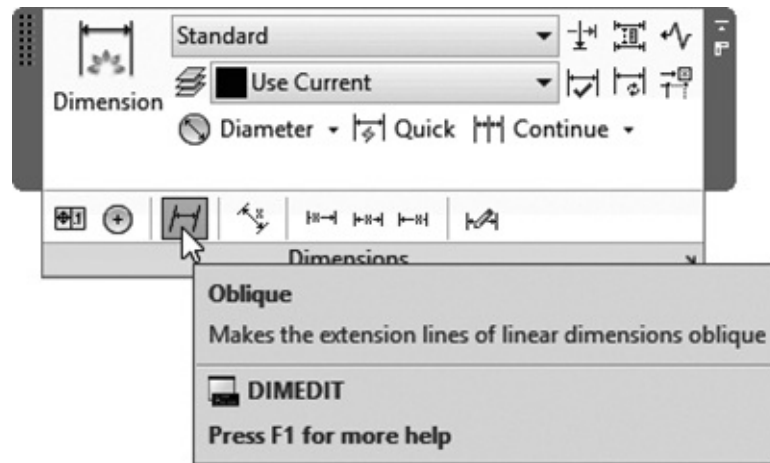 Standard
Use Current
Dimension
Diameter Quick Continue
Dimensions
Oblique
Makes the extension lines of linear dimensions oblique
DIMEDIT
Press F1 for more help